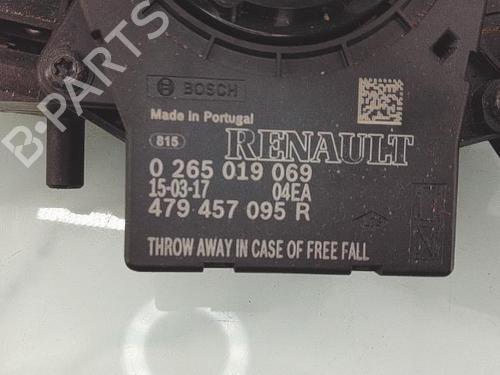 BOSCH
Made in Portugal
815
RENAULT
0 265 019 069
15-03-17 04EA
479 457 095 R
THROW AWAY IN CASE OF FREE FALL
B-PARTS